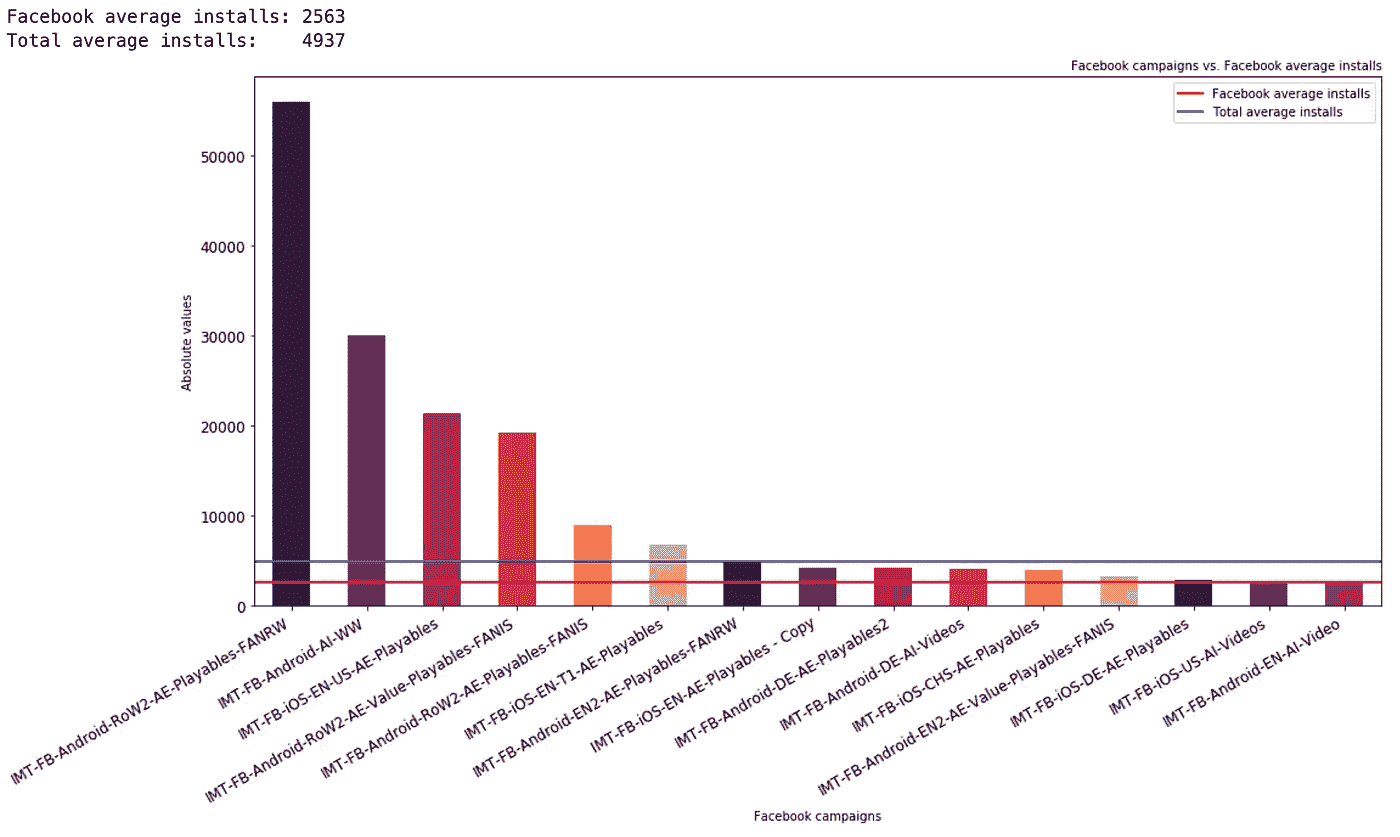 Facebook average installs: 2563
Total average installs: 4937
Facebook campaigns vs. Facebook average installs
Facebook average installs
Total average installs
Absolute values
50000
40000
30000
20000
10000
0
IMT-FB-Android-RoW2-AE-Playables-FANRW
IMT-FB-Android-AI-WW
IMT-FB-iOS-EN-US-AE-Playables
IMT-FB-Android-RoW2-AE-Value-Playables-FANIS
IMT-FB-Android-RoW2-AE-Playables-FANIS
IMT-FB-iOS-EN-T1-AE-Playables
IMT-FB-Android-EN2-AE-Playables-FANRW
IMT-FB-iOS-EN-AE-Playables - Copy
IMT-FB-Android-DE-AE-Playables2
IMT-FB-Android-DE-AI-Videos
IMT-FB-iOS-CHS-AE-Playables
IMT-FB-Android-EN2-AE-Value-Playables-FANIS
IMT-FB-iOS-DE-AE-Playables
IMT-FB-iOS-US-AI-Videos
IMT-FB-Android-EN-AI-Video
Facebook campaigns